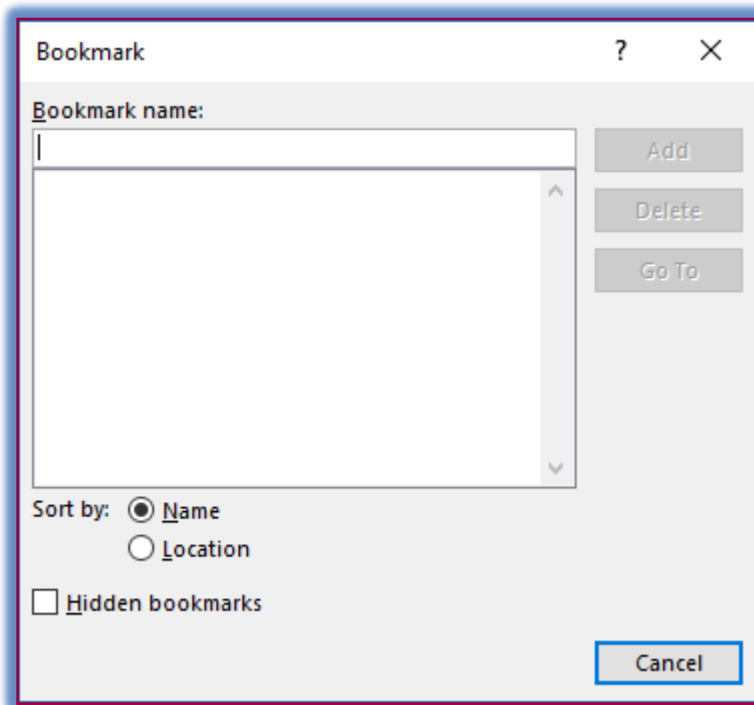 Bookmark ?
Bookmark name:
Add
Delete
Go To
Sort by: Name
Location
Hidden bookmarks
Cancel